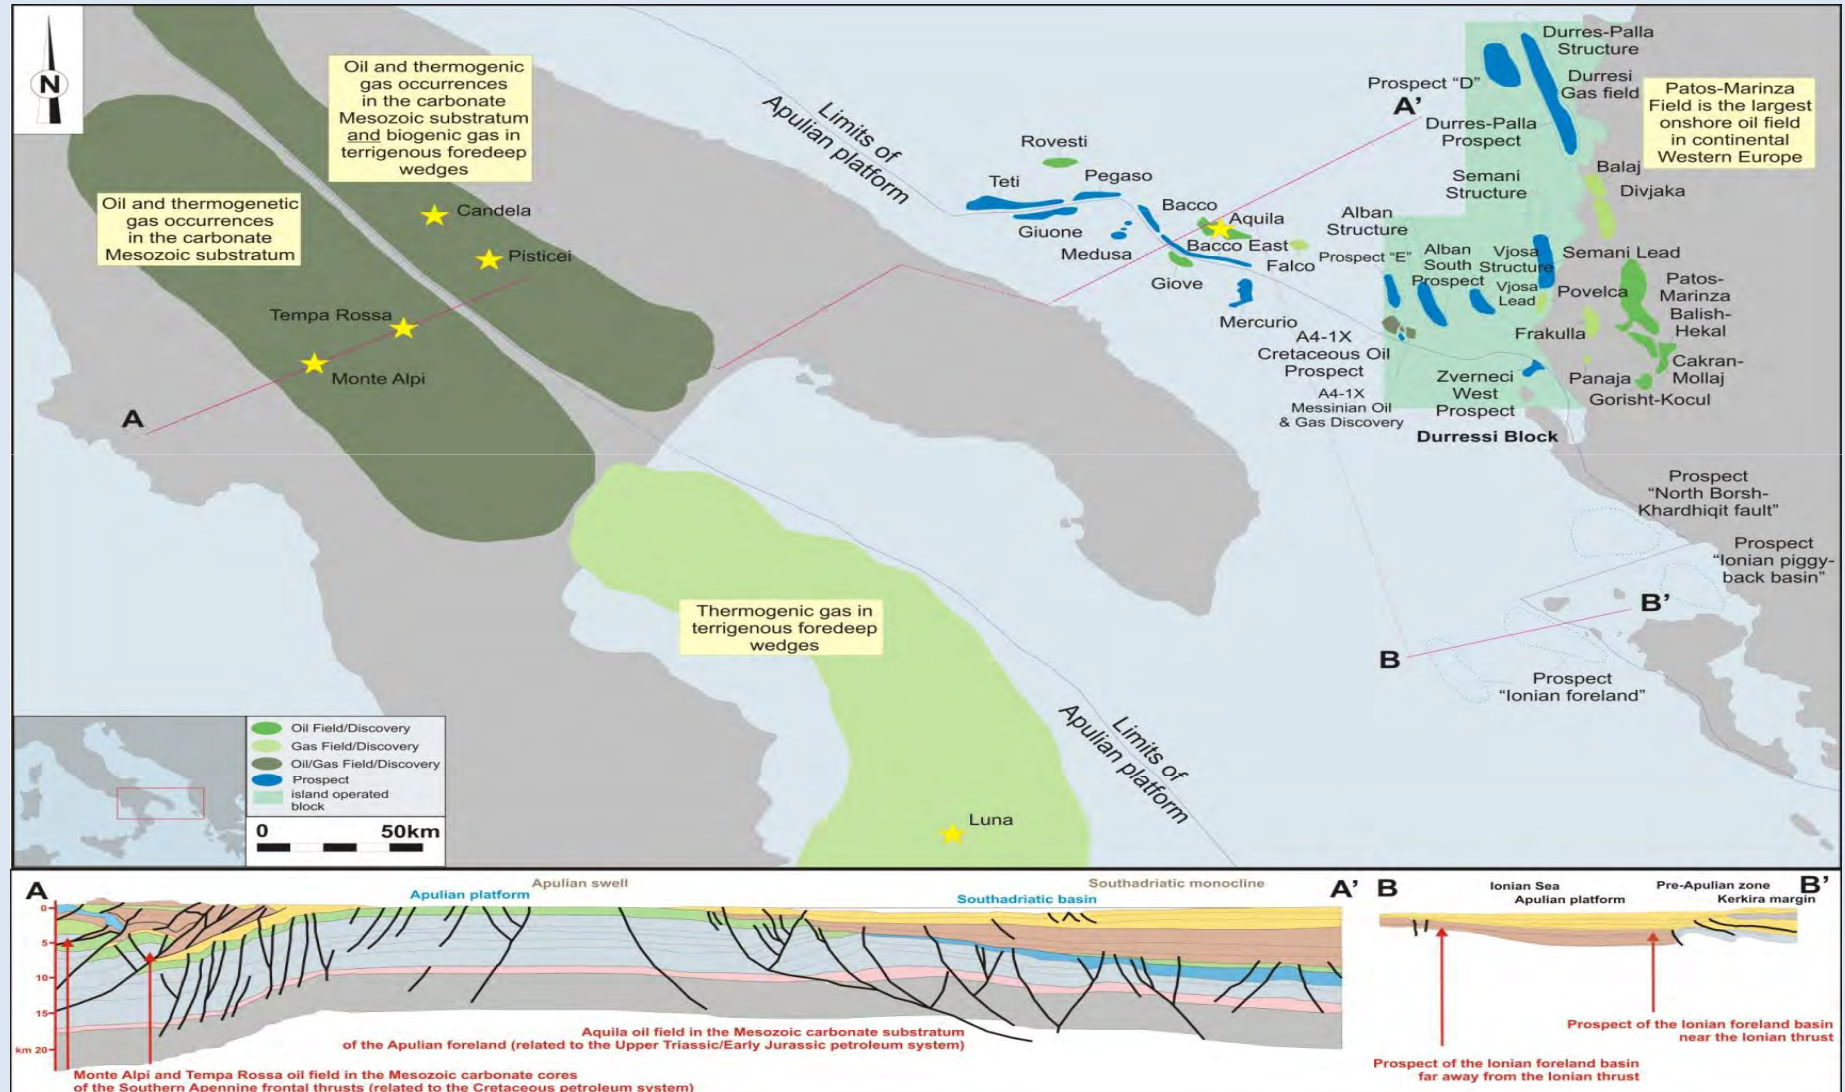 N
Oil and thermogenic
gas occurrences
in the carbonate
Mesozoic substratum
and biogenic gas in
terrigenous foredeep
wedges
Oil and thermogenetic
gas occurrences
in the carbonate
Mesozoic substratum
Candela
Pisticei
Tempa Rossa
Monte Alpi
A
Limits of
Apulian platform
Rovesti
Teti
Pegaso
Giuone
Medusa
Bacco
Aquila
Bacco East
Giove
Falco
Mercurio
A’
Prospect “D”
Durres-Palla
Structure
Durresi
Gas field
Durres-Palla
Prospect
Semani
Structure
Patos-Marinza
Field is the largest
onshore oil field
in continental
Western Europe
Balaj
Divjaka
Alban
Structure
Prospect “E”
Alban
South
Prospect
Vjosa
Structure
Vjosa
Lead
Semani Lead
Povelca
Patos-
Marinza
Balish-
Hekal
Frakulla
Cakran-
Mollaj
Panaja
Gorisht-Kocul
A4-1X
Cretaceous Oil
Prospect
A4-1X
Messinian Oil
& Gas Discovery
Zverneci
West
Prospect
Durressi Block
Prospect
“North Borsh-
Khardhiqit fault”
Prospect
“Ionian piggy-
back basin”
B’
B
Prospect
“Ionian foreland”
Thermogenic gas in
terrigenous foredeep
wedges
Limits of
Apulian platform
Luna
Oil Field/Discovery
Gas Field/Discovery
Oil/Gas Field/Discovery
Prospect
island operated
block
0 50km
A
Apulian swell
Apulian platform
Southadriatic monocline
Southadriatic basin
A’
0
5
10
15
km 20
Aquila oil field in the Mesozoic carbonate substratum
of the Apulian foreland (related to the Upper Triassic/Early Jurassic petroleum system)
Monte Alpi and Tempa Rossa oil field in the Mesozoic carbonate cores
of the Southern Apennine frontal thrusts (related to the Cretaceous petroleum system)
B
Ionian Sea
Apulian platform
Pre-Apulian zone
Kerkira margin
B’
Prospect of the Ionian foreland basin
near the Ionian thrust
Prospect of the Ionian foreland basin
far away from the Ionian thrust